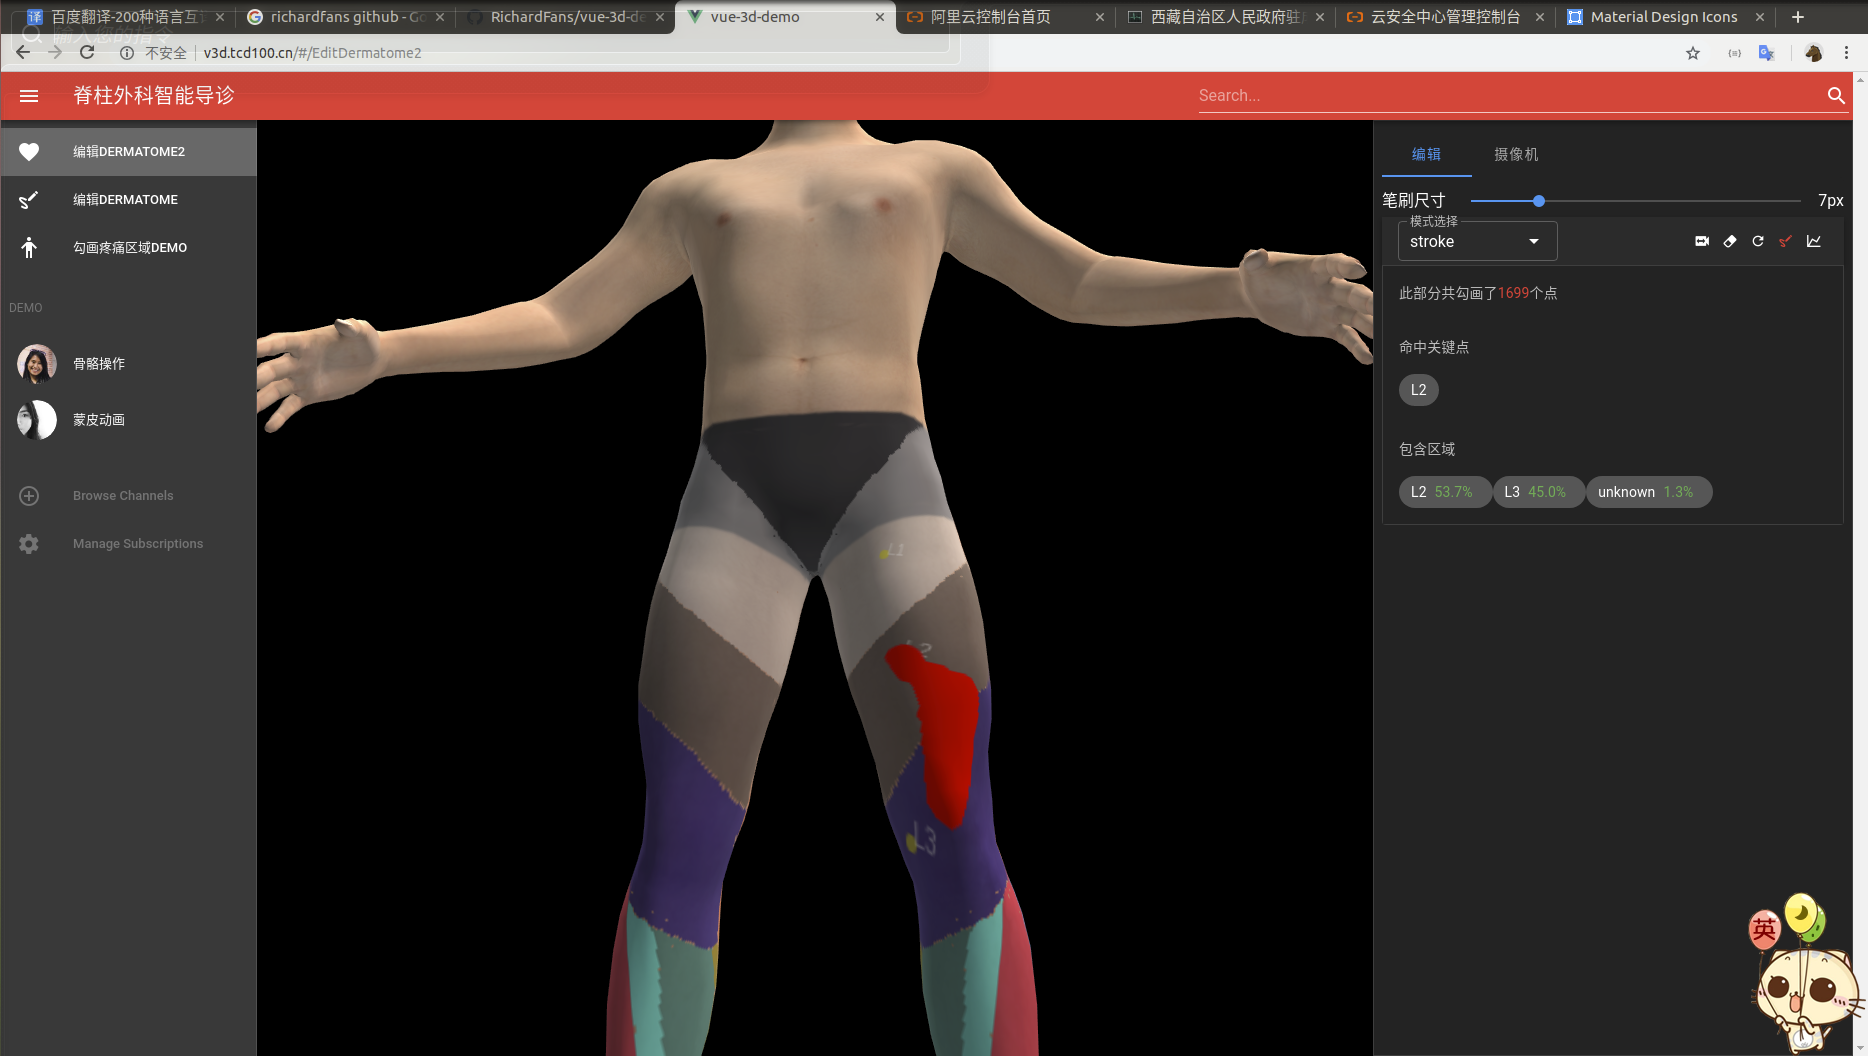 百度翻译-200种语言互译
richardfans github - Go
RichardFans/vue-3d-de
vue-3d-demo
阿里云控制台首页
西藏自治区人民政府驻
云安全中心管理控制台
Material Design Icons
输入您的指令
不安全
v3d.tcd100.cn/#/EditDermatome2
脊柱外科智能导诊
Search...
编辑DERMATOME2
编辑DERMATOME
勾画疼痛区域DEMO
DEMO
骨骼操作
蒙皮动画
Browse Channels
Manage Subscriptions
L1
L2
L3
编辑
摄像机
笔刷尺寸
7px
模式选择
stroke
此部分共勾画了1699个点
命中关键点
L2
包含区域
L2 53.7%
L3 45.0%
unknown 1.3%
英